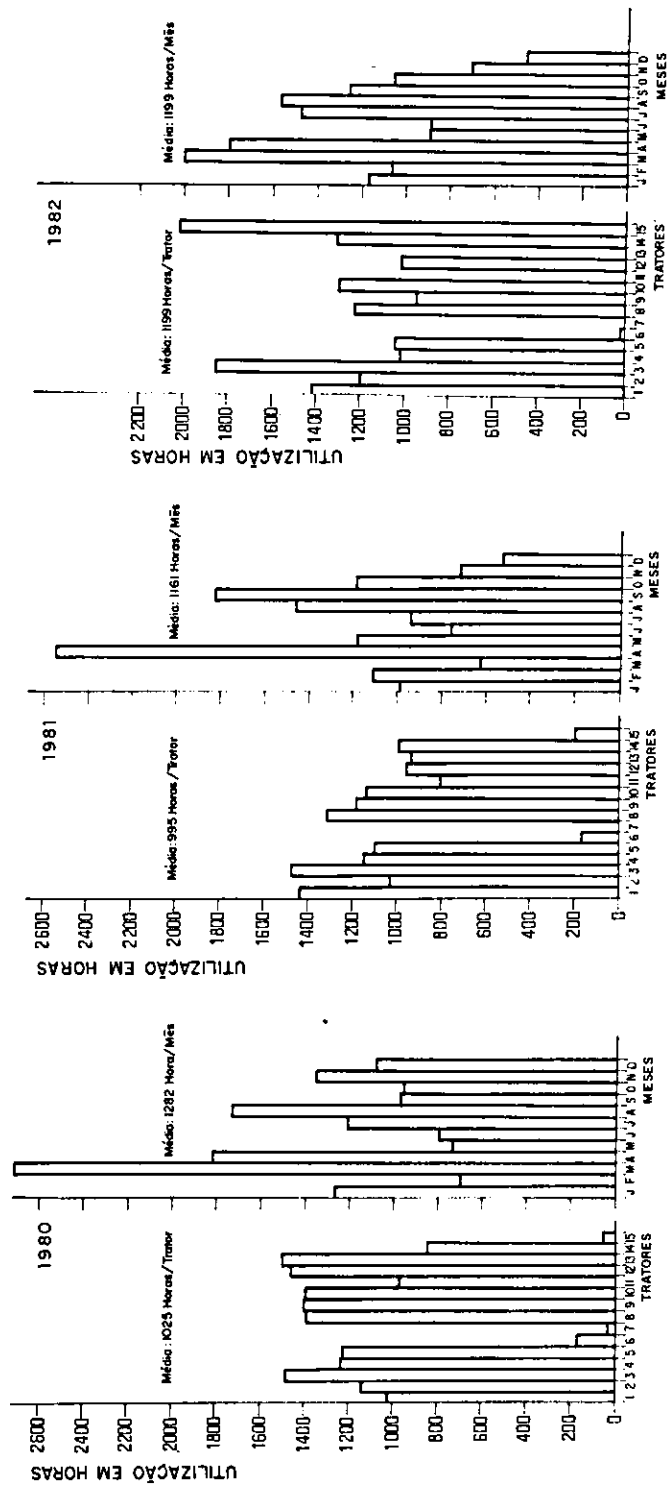 1980
UTILIZAÇÃO EM HORAS
2600
2400
2200
2000
1800
1600
1400
1200
1000
800
600
400
200
0
Média: 1025 Horas/Trator
1 2 3 4 5 6 7 8 9 10 11 12 13 14 15
TRATORES
Média: 1282 Hora/Mês
J F M A M J J A S O N D
MESES
1981
UTILIZAÇÃO EM HORAS
2600
2400
2200
2000
1800
1600
1400
1200
1000
800
600
400
200
0
Média: 995 Horas/Trator
1 2 3 4 5 6 7 8 9 10 11 12 13 14 15
TRATORES
Média: 1161 Horas/Mês
J F M A M J J A S O N D
MESES
1982
UTILIZAÇÃO EM HORAS
2200
2000
1800
1600
1400
1200
1000
800
600
400
200
0
Média: 1199 Horas/Trator
1 2 3 4 5 6 7 8 9 10 11 12 13 14 15
TRATORES
Média: 1199 Horas/Mês
J F M A M J J A S O N D
MESES